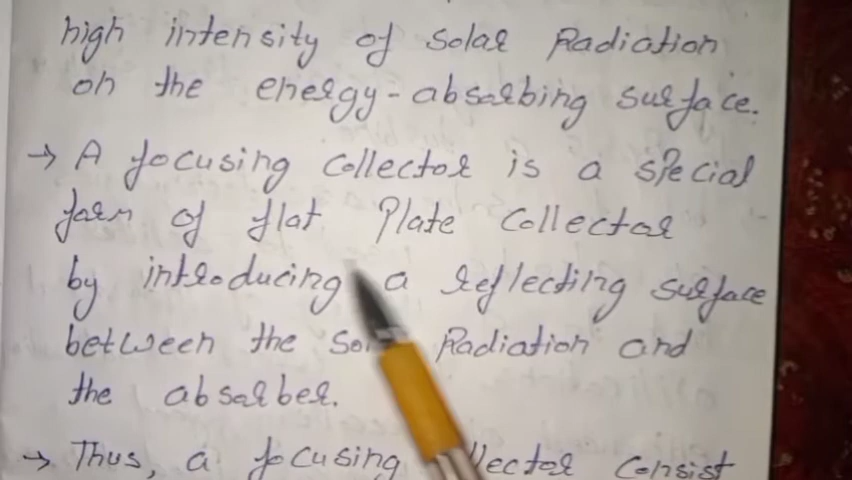 high intensity of Solar Radiation
on the energy-absorbing surface.
→ A focusing Collector is a special
form of flat Plate Collector
by introducing a reflecting surface
between the Radiation and
the absorber.
→ Thus, a focusing consist